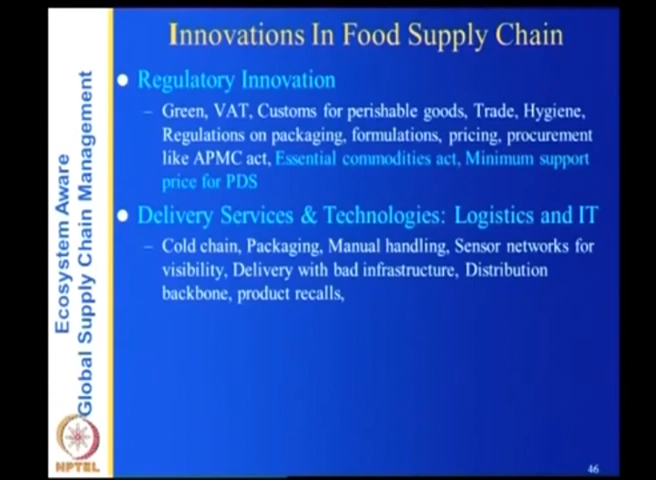 Innovations In Food Supply Chain
Regulatory Innovation
– Green, VAT, Customs for perishable goods, Trade, Hygiene,
Regulations on packaging, formulations, pricing, procurement
like APMC act, Essential commodities act, Minimum support
price for PDS
Delivery Services & Technologies: Logistics and IT
– Cold chain, Packaging, Manual handling, Sensor networks for
visibility, Delivery with bad infrastructure, Distribution
backbone, product recalls,
Ecosystem Aware
Global Supply Chain Management
NPTEL
46